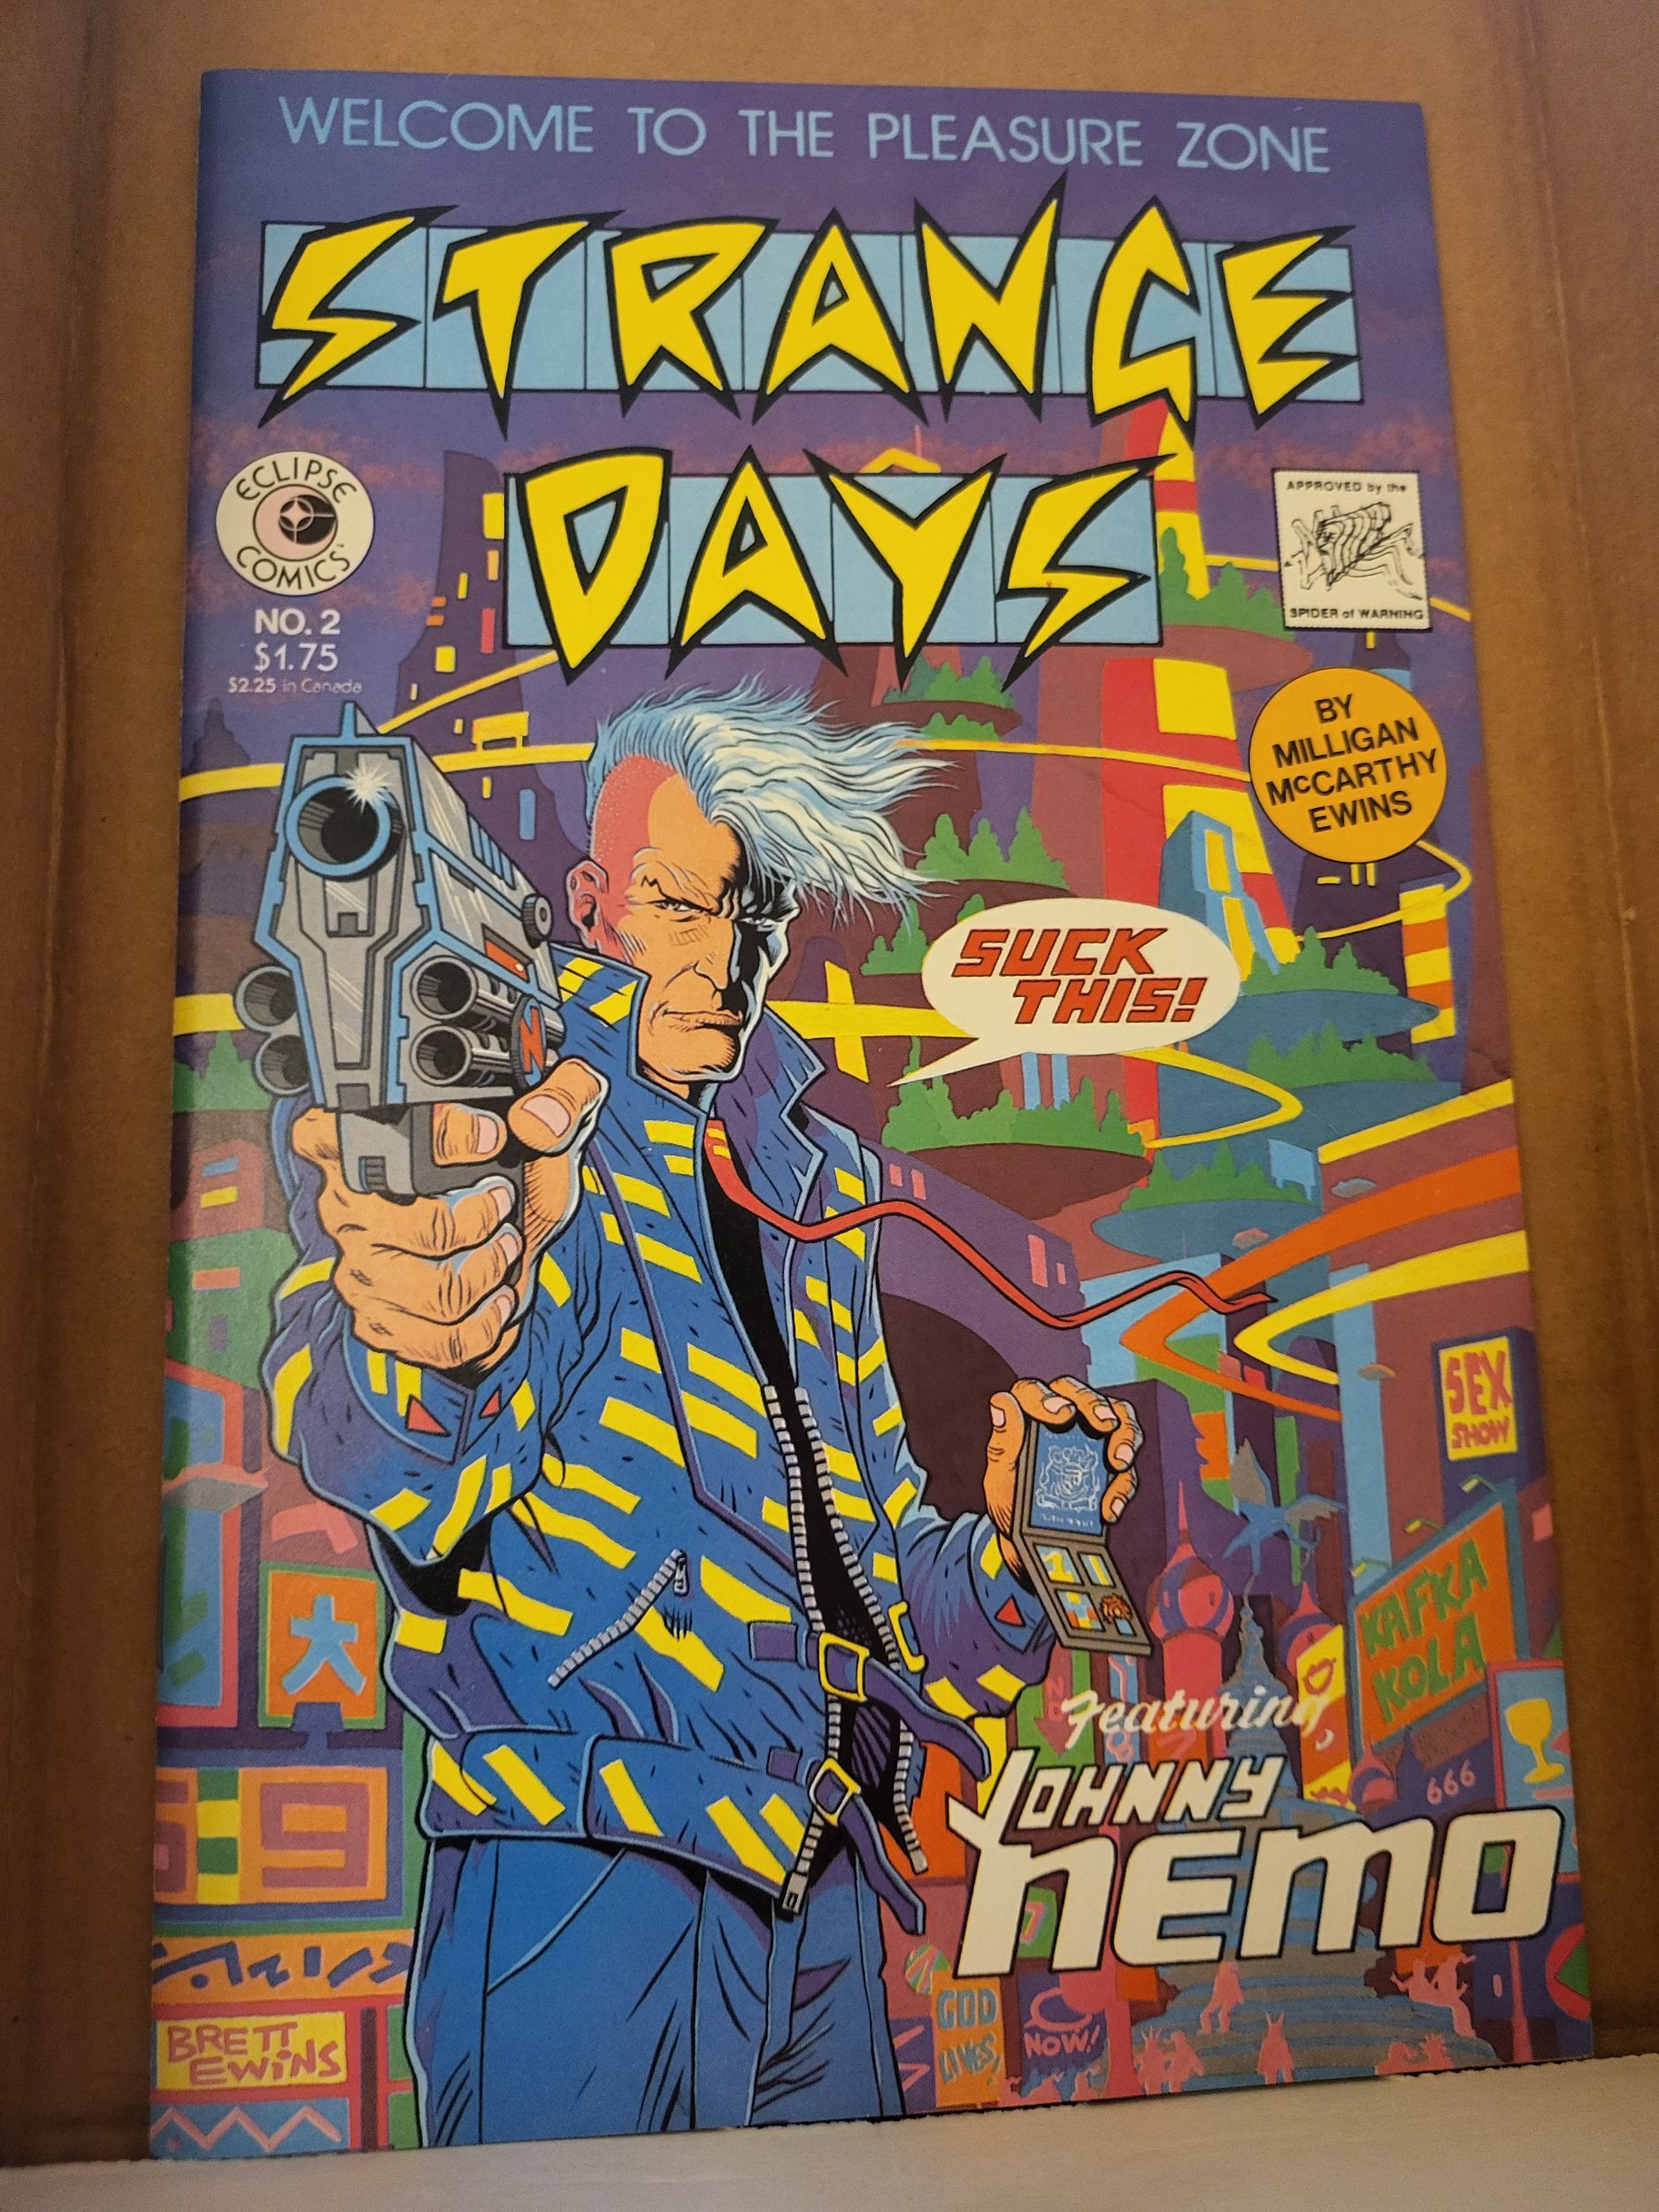 WELCOME TO THE PLEASURE ZONE
STRANGE
DAYS
ECLIPSE
COMICS
NO. 2
$1.75
$2.25 in Canada
APPROVED by the
SPIDER of WARNING
BY
MILLIGAN
McCARTHY
EWINS
SUCK
THIS!
N
SEX
SHOW
KAFKA
KOLA
Featuring
JOHNNY
NEMO
666
大
69
GOD
LIVES
NOW!
BRETT
EWINS